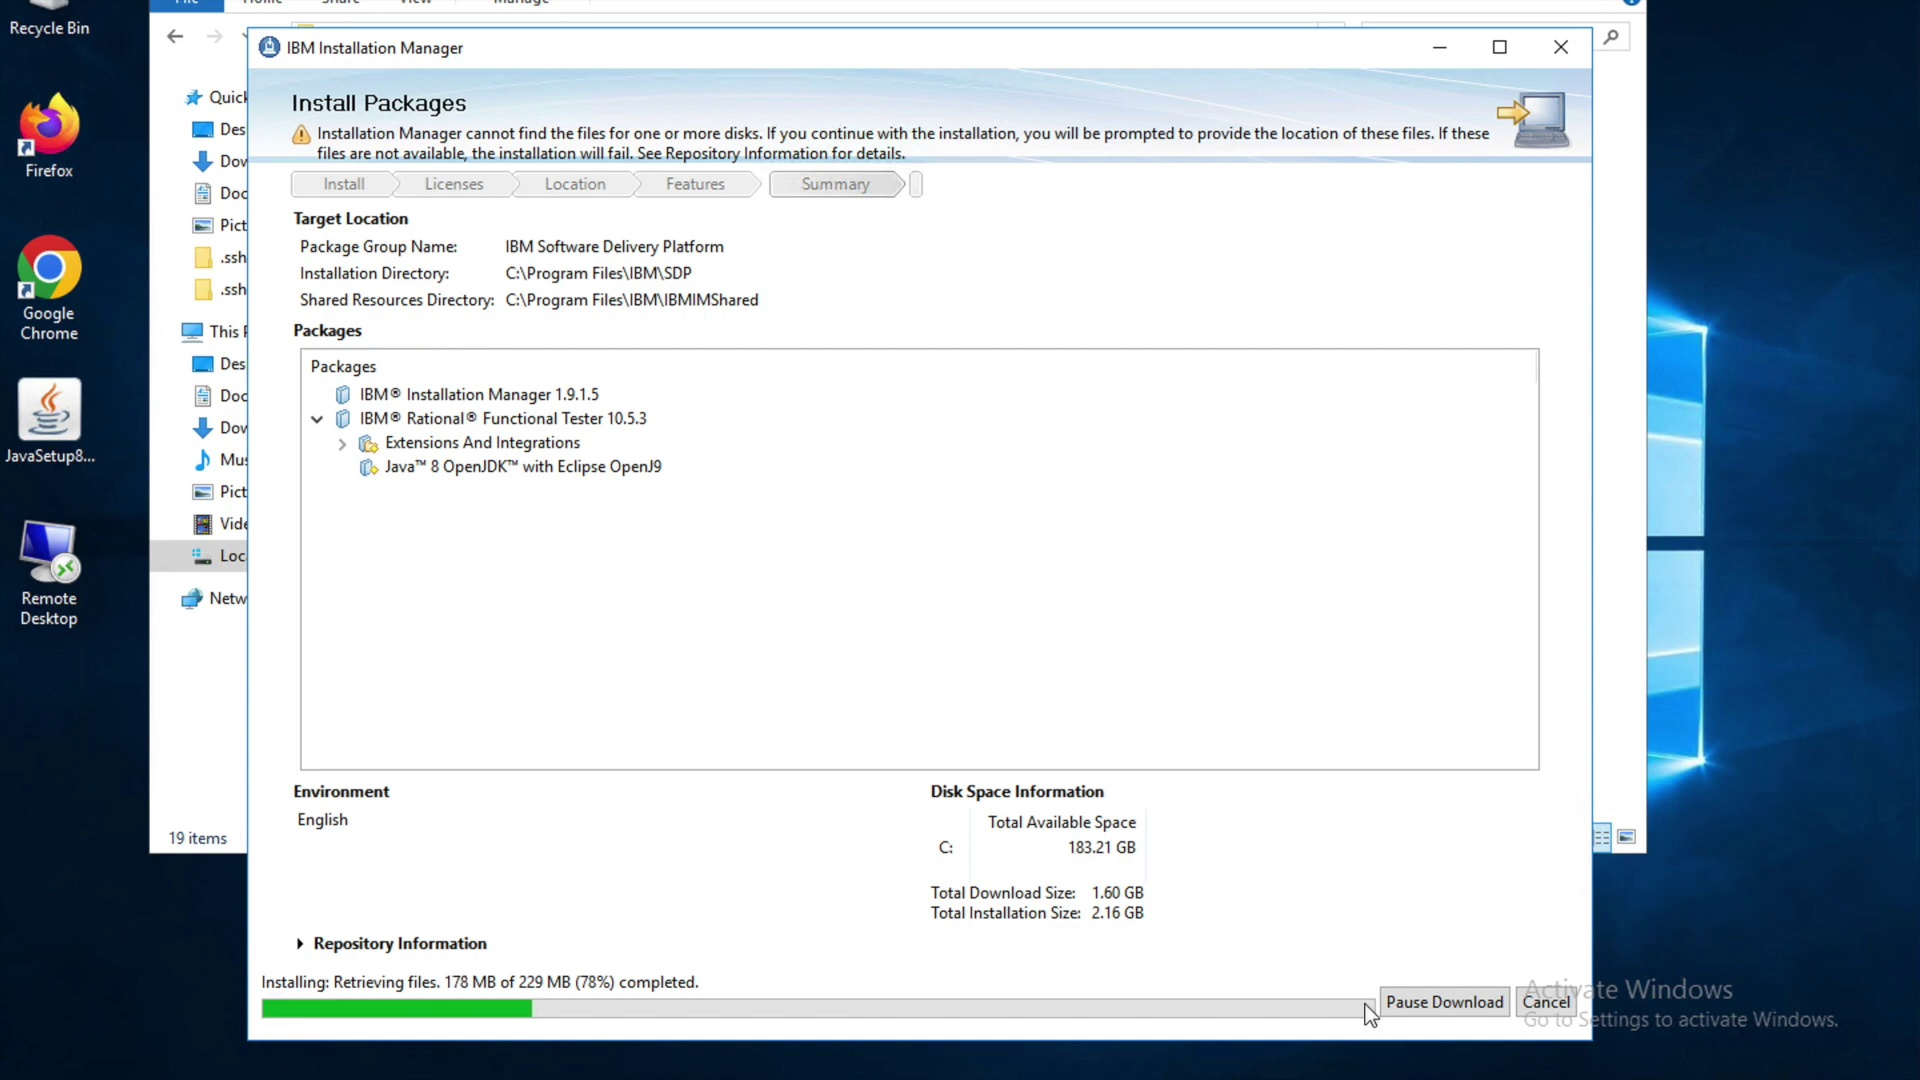 Recycle Bin
Firefox
Google
Chrome
JavaSetup8...
Remote
Desktop
Quick
Des
Dow
Doc
Pict
.ssh
.ssh
This P
Des
Doc
Dow
Mus
Pict
Vide
Loc
Netw
19 items
IBM Installation Manager
Install Packages
Installation Manager cannot find the files for one or more disks. If you continue with the installation, you will be prompted to provide the location of these files. If these
files are not available, the installation will fail. See Repository Information for details.
Install Licenses Location Features Summary
Target Location
Package Group Name: IBM Software Delivery Platform
Installation Directory: C:\Program Files\IBM\SDP
Shared Resources Directory: C:\Program Files\IBM\IBMIMShared
Packages
Packages
IBM® Installation Manager 1.9.1.5
IBM® Rational® Functional Tester 10.5.3
Extensions And Integrations
Java™ 8 OpenJDK™ with Eclipse OpenJ9
Environment
English
Disk Space Information
Total Available Space
C: 183.21 GB
Total Download Size: 1.60 GB
Total Installation Size: 2.16 GB
Repository Information
Installing: Retrieving files. 178 MB of 229 MB (78%) completed.
Pause Download Cancel
Activate Windows
Go to Settings to activate Windows.